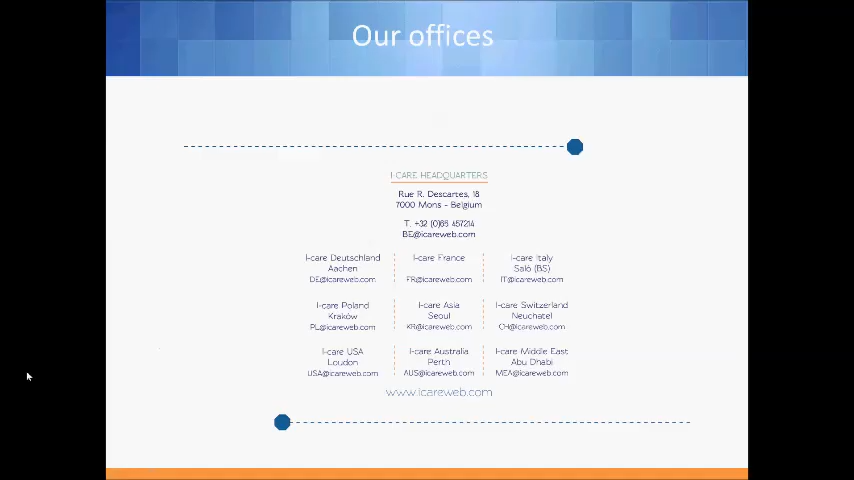 Our offices
I-CARE HEADQUARTERS
Rue R. Descartes, 18
7000 Mons - Belgium
T. +32 (0)65 457214
BE@icareweb.com
I-care Deutschland
Aachen
DE@icareweb.com
I-care France
FR@icareweb.com
I-care Italy
Salò (BS)
IT@icareweb.com
I-care Poland
Kraków
PL@icareweb.com
I-care Asia
Seoul
KR@icareweb.com
I-care Switzerland
Neuchatel
CH@icareweb.com
I-care USA
Loudon
USA@icareweb.com
I-care Australia
Perth
AUS@icareweb.com
I-care Middle East
Abu Dhabi
MEA@icareweb.com
www.icareweb.com